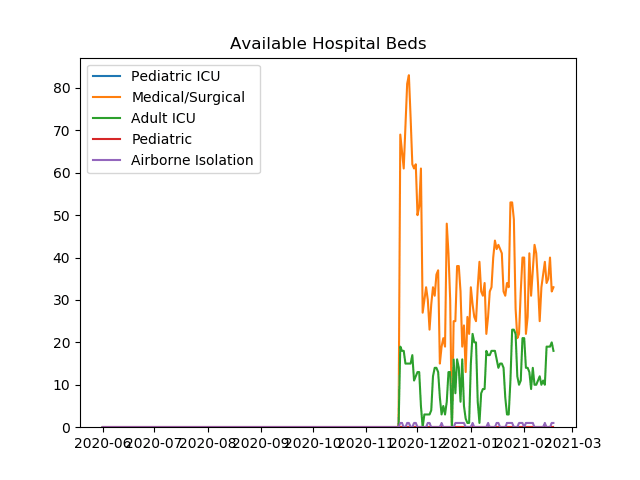 Available Hospital Beds
Pediatric ICU
Medical/Surgical
Adult ICU
Pediatric
Airborne Isolation
80
70
60
50
40
30
20
10
0
2020-06 2020-07 2020-08 2020-09 2020-10 2020-11 2020-12 2021-01 2021-02 2021-03